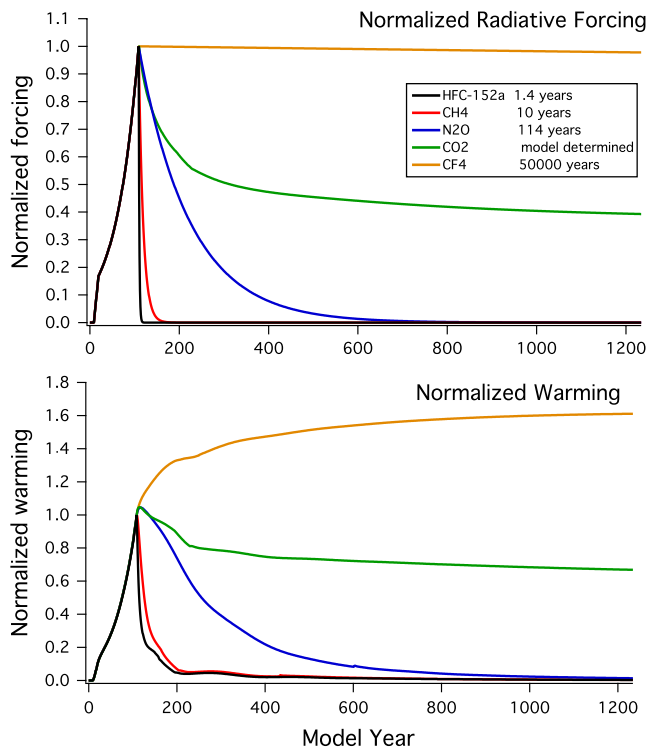 Normalized Radiative Forcing
Normalized forcing
1.1
1.0
0.9
0.8
0.7
0.6
0.5
0.4
0.3
0.2
0.1
0.0
HFC-152a 1.4 years
CH4 10 years
N2O 114 years
CO2 model determined
CF4 50000 years
0 200 400 600 800 1000 1200
Normalized Warming
Normalized warming
1.8
1.6
1.4
1.2
1.0
0.8
0.6
0.4
0.2
0.0
0 200 400 600 800 1000 1200
Model Year